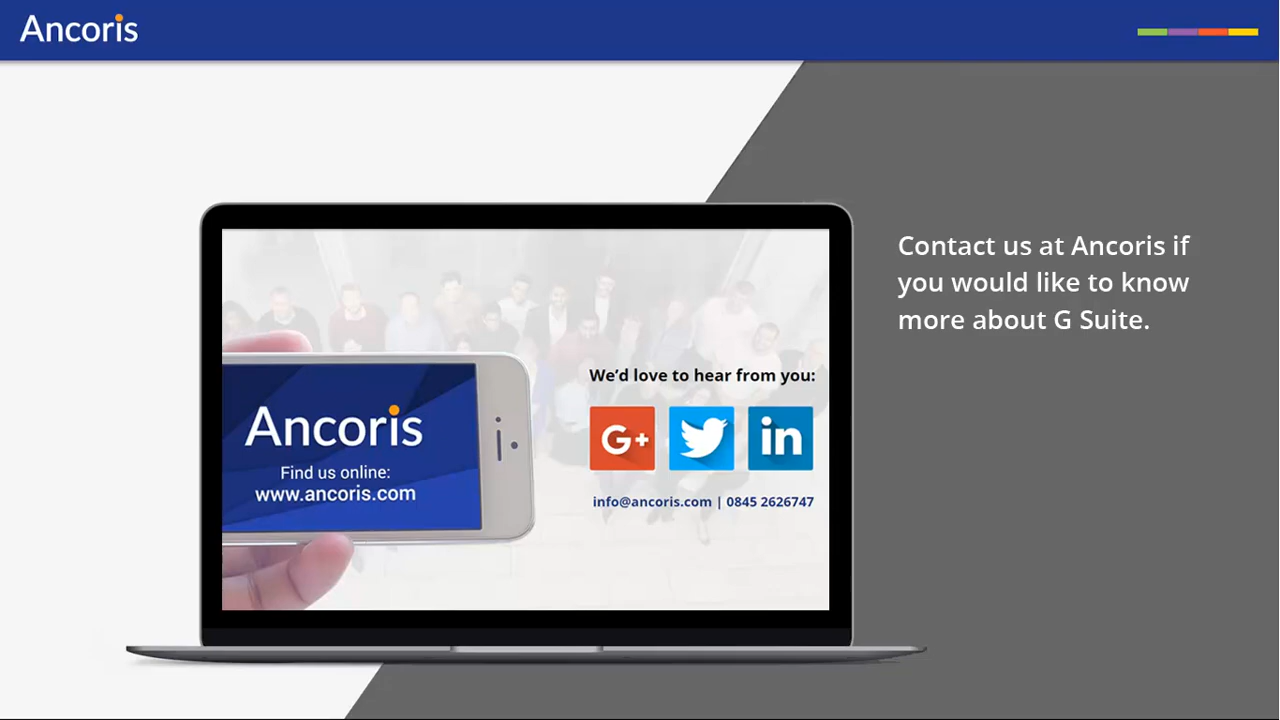 Ancoris
Contact us at Ancoris if
you would like to know
more about G Suite.
We'd love to hear from you:
G+
in
Ancoris
Find us online:
www.ancoris.com
info@ancoris.com | 0845 2626747